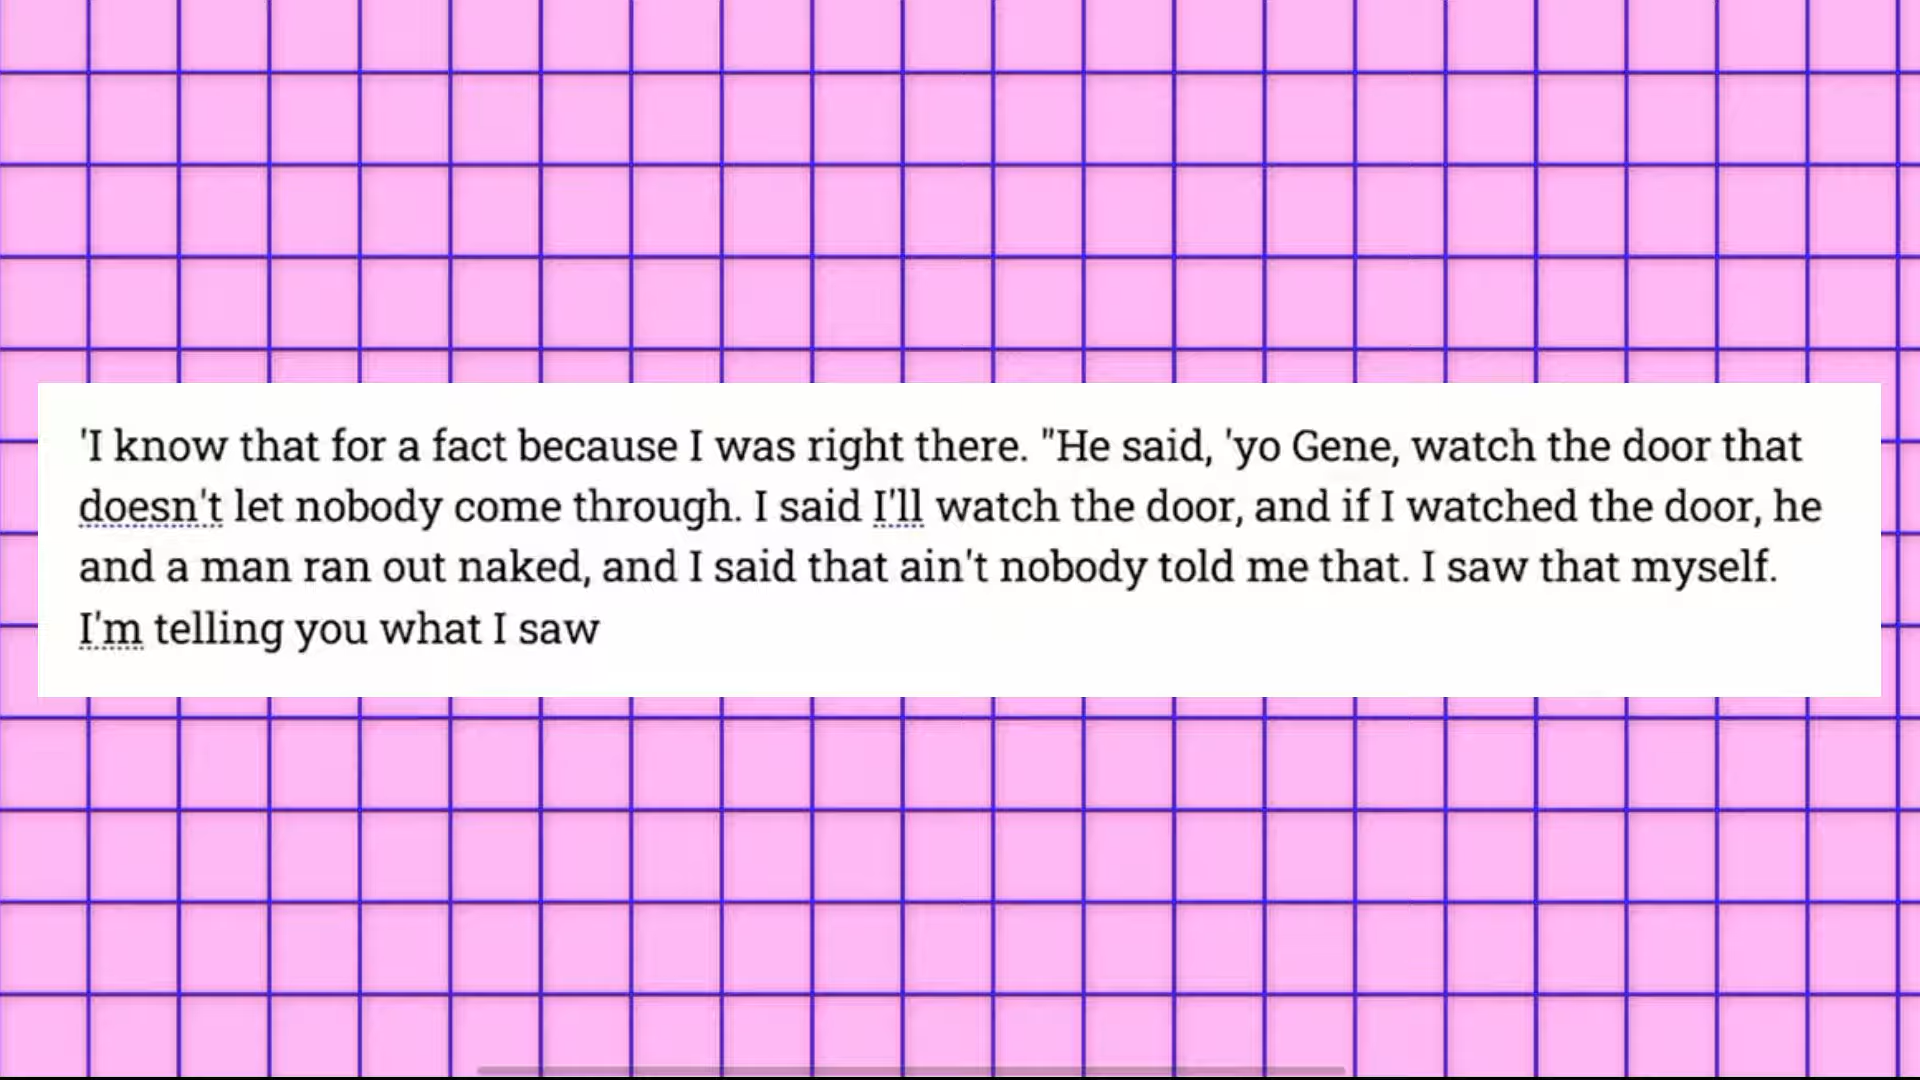 'I know that for a fact because I was right there. "He said, 'yo Gene, watch the door that
doesn't let nobody come through. I said I'll watch the door, and if I watched the door, he
and a man ran out naked, and I said that ain't nobody told me that. I saw that myself.
I'm telling you what I saw